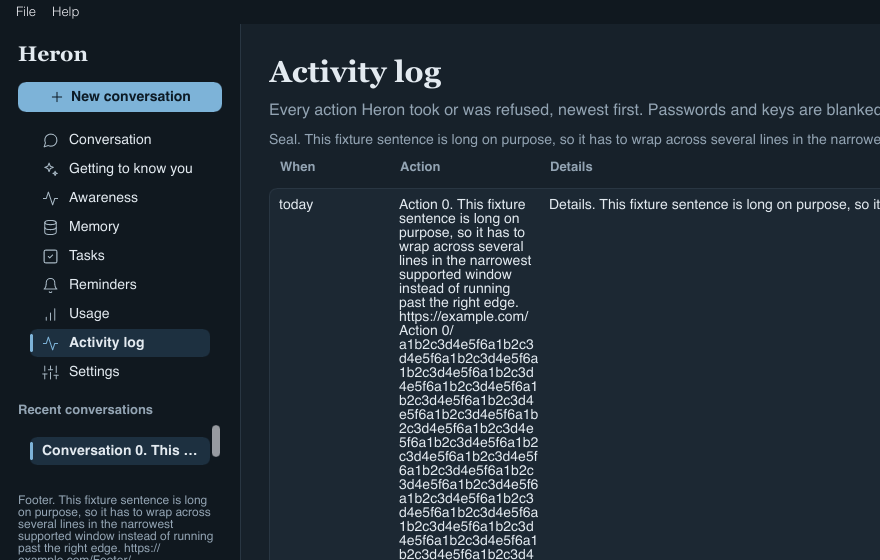 File Help
Heron
New conversation
Conversation
Getting to know you
Awareness
Memory
Tasks
Reminders
Usage
Activity log
Settings
Recent conversations
Conversation 0. This …
Footer. This fixture sentence is long
on purpose, so it has to wrap across
several lines in the narrowest
supported window instead of running
past the right edge. https://
example.com/Footer/
Activity log
Every action Heron took or was refused, newest first. Passwords and keys are blanked
Seal. This fixture sentence is long on purpose, so it has to wrap across several lines in the narrowe
When Action Details
today
Action 0. This fixture
sentence is long on
purpose, so it has to
wrap across several
lines in the narrowest
supported window
instead of running
past the right edge.
https://example.com/
Action 0/
a1b2c3d4e5f6a1b2c3
d4e5f6a1b2c3d4e5f6a
1b2c3d4e5f6a1b2c3d
4e5f6a1b2c3d4e5f6a1
b2c3d4e5f6a1b2c3d4
e5f6a1b2c3d4e5f6a1b
2c3d4e5f6a1b2c3d4e
5f6a1b2c3d4e5f6a1b2
c3d4e5f6a1b2c3d4e5f
6a1b2c3d4e5f6a1b2c
3d4e5f6a1b2c3d4e5f6
a1b2c3d4e5f6a1b2c3
d4e5f6a1b2c3d4e5f6a
1b2c3d4e5f6a1b2c3d
4e5f6a1b2c3d4e5f6a1
b2c3d4e5f6a1b2c3d4
Details. This fixture sentence is long on purpose, so it